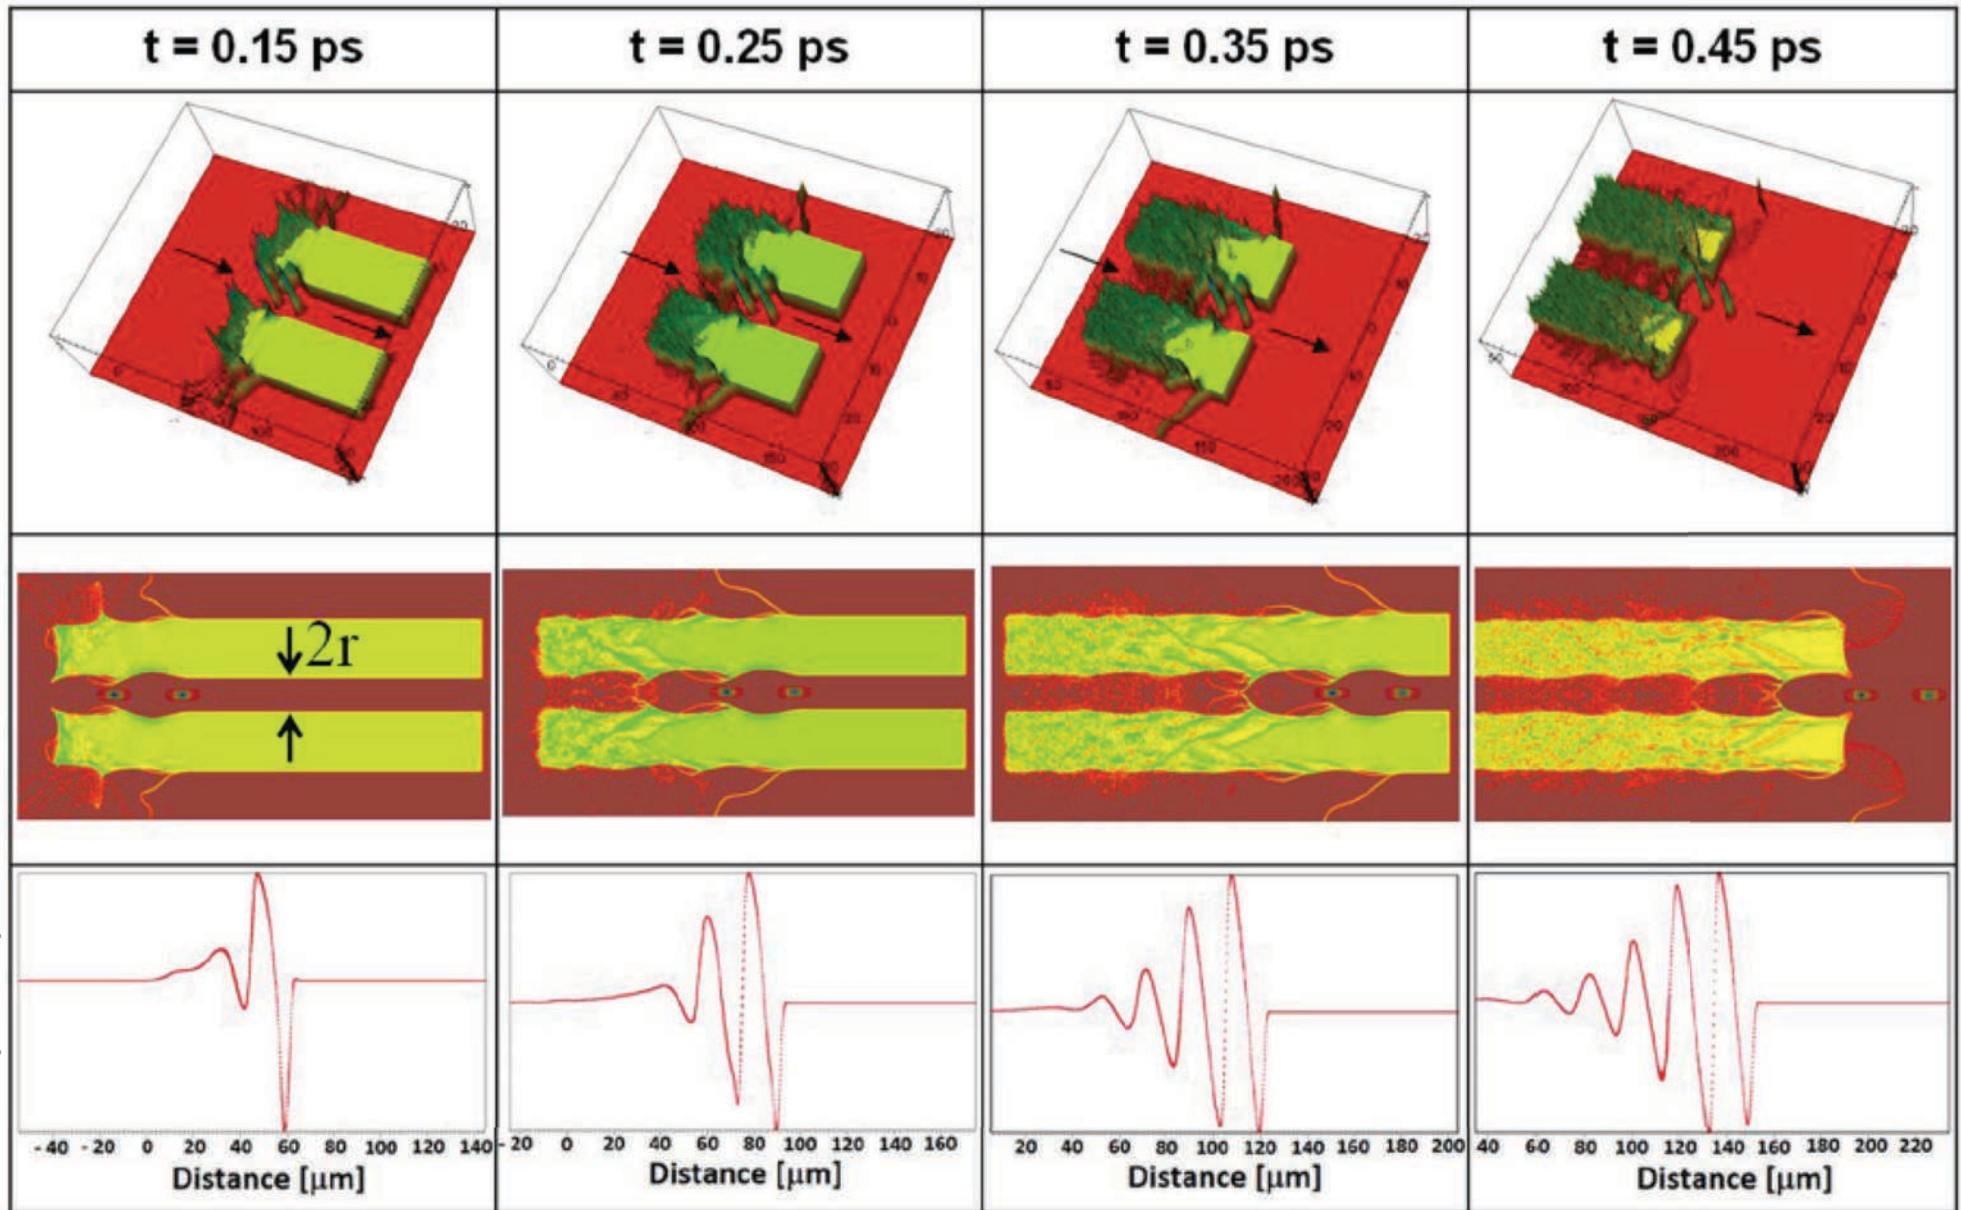 t = 0.15 ps
t = 0.25 ps
t = 0.35 ps
t = 0.45 ps
2r
-40 -20 0 20 40 60 80 100 120 140
Distance [μm]
-20 0 20 40 60 80 100 120 140 160
Distance [μm]
20 40 60 80 100 120 140 160 180 200
Distance [μm]
40 60 80 100 120 140 160 180 200 220
Distance [μm]